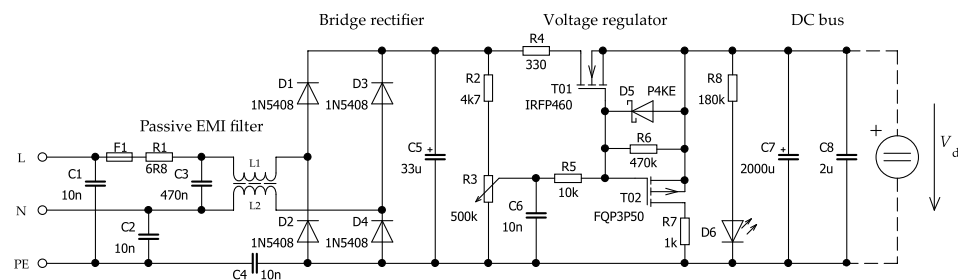 Bridge rectifier
Voltage regulator
DC bus
R4
330
D1
1N5408
D3
1N5408
R2
4k7
T01
IRFP460
D5
P4KE
R8
180k
Passive EMI filter
L
F1
R1
6R8
L1
L2
C1
10n
C3
470n
C5
+
33u
R6
470k
C7
+
2000u
C8
2u
+
Vd
R3
500k
R5
10k
T02
FQP3P50
N
C2
10n
D2
1N5408
D4
1N5408
C6
10n
R7
1k
D6
PE
C4
10n